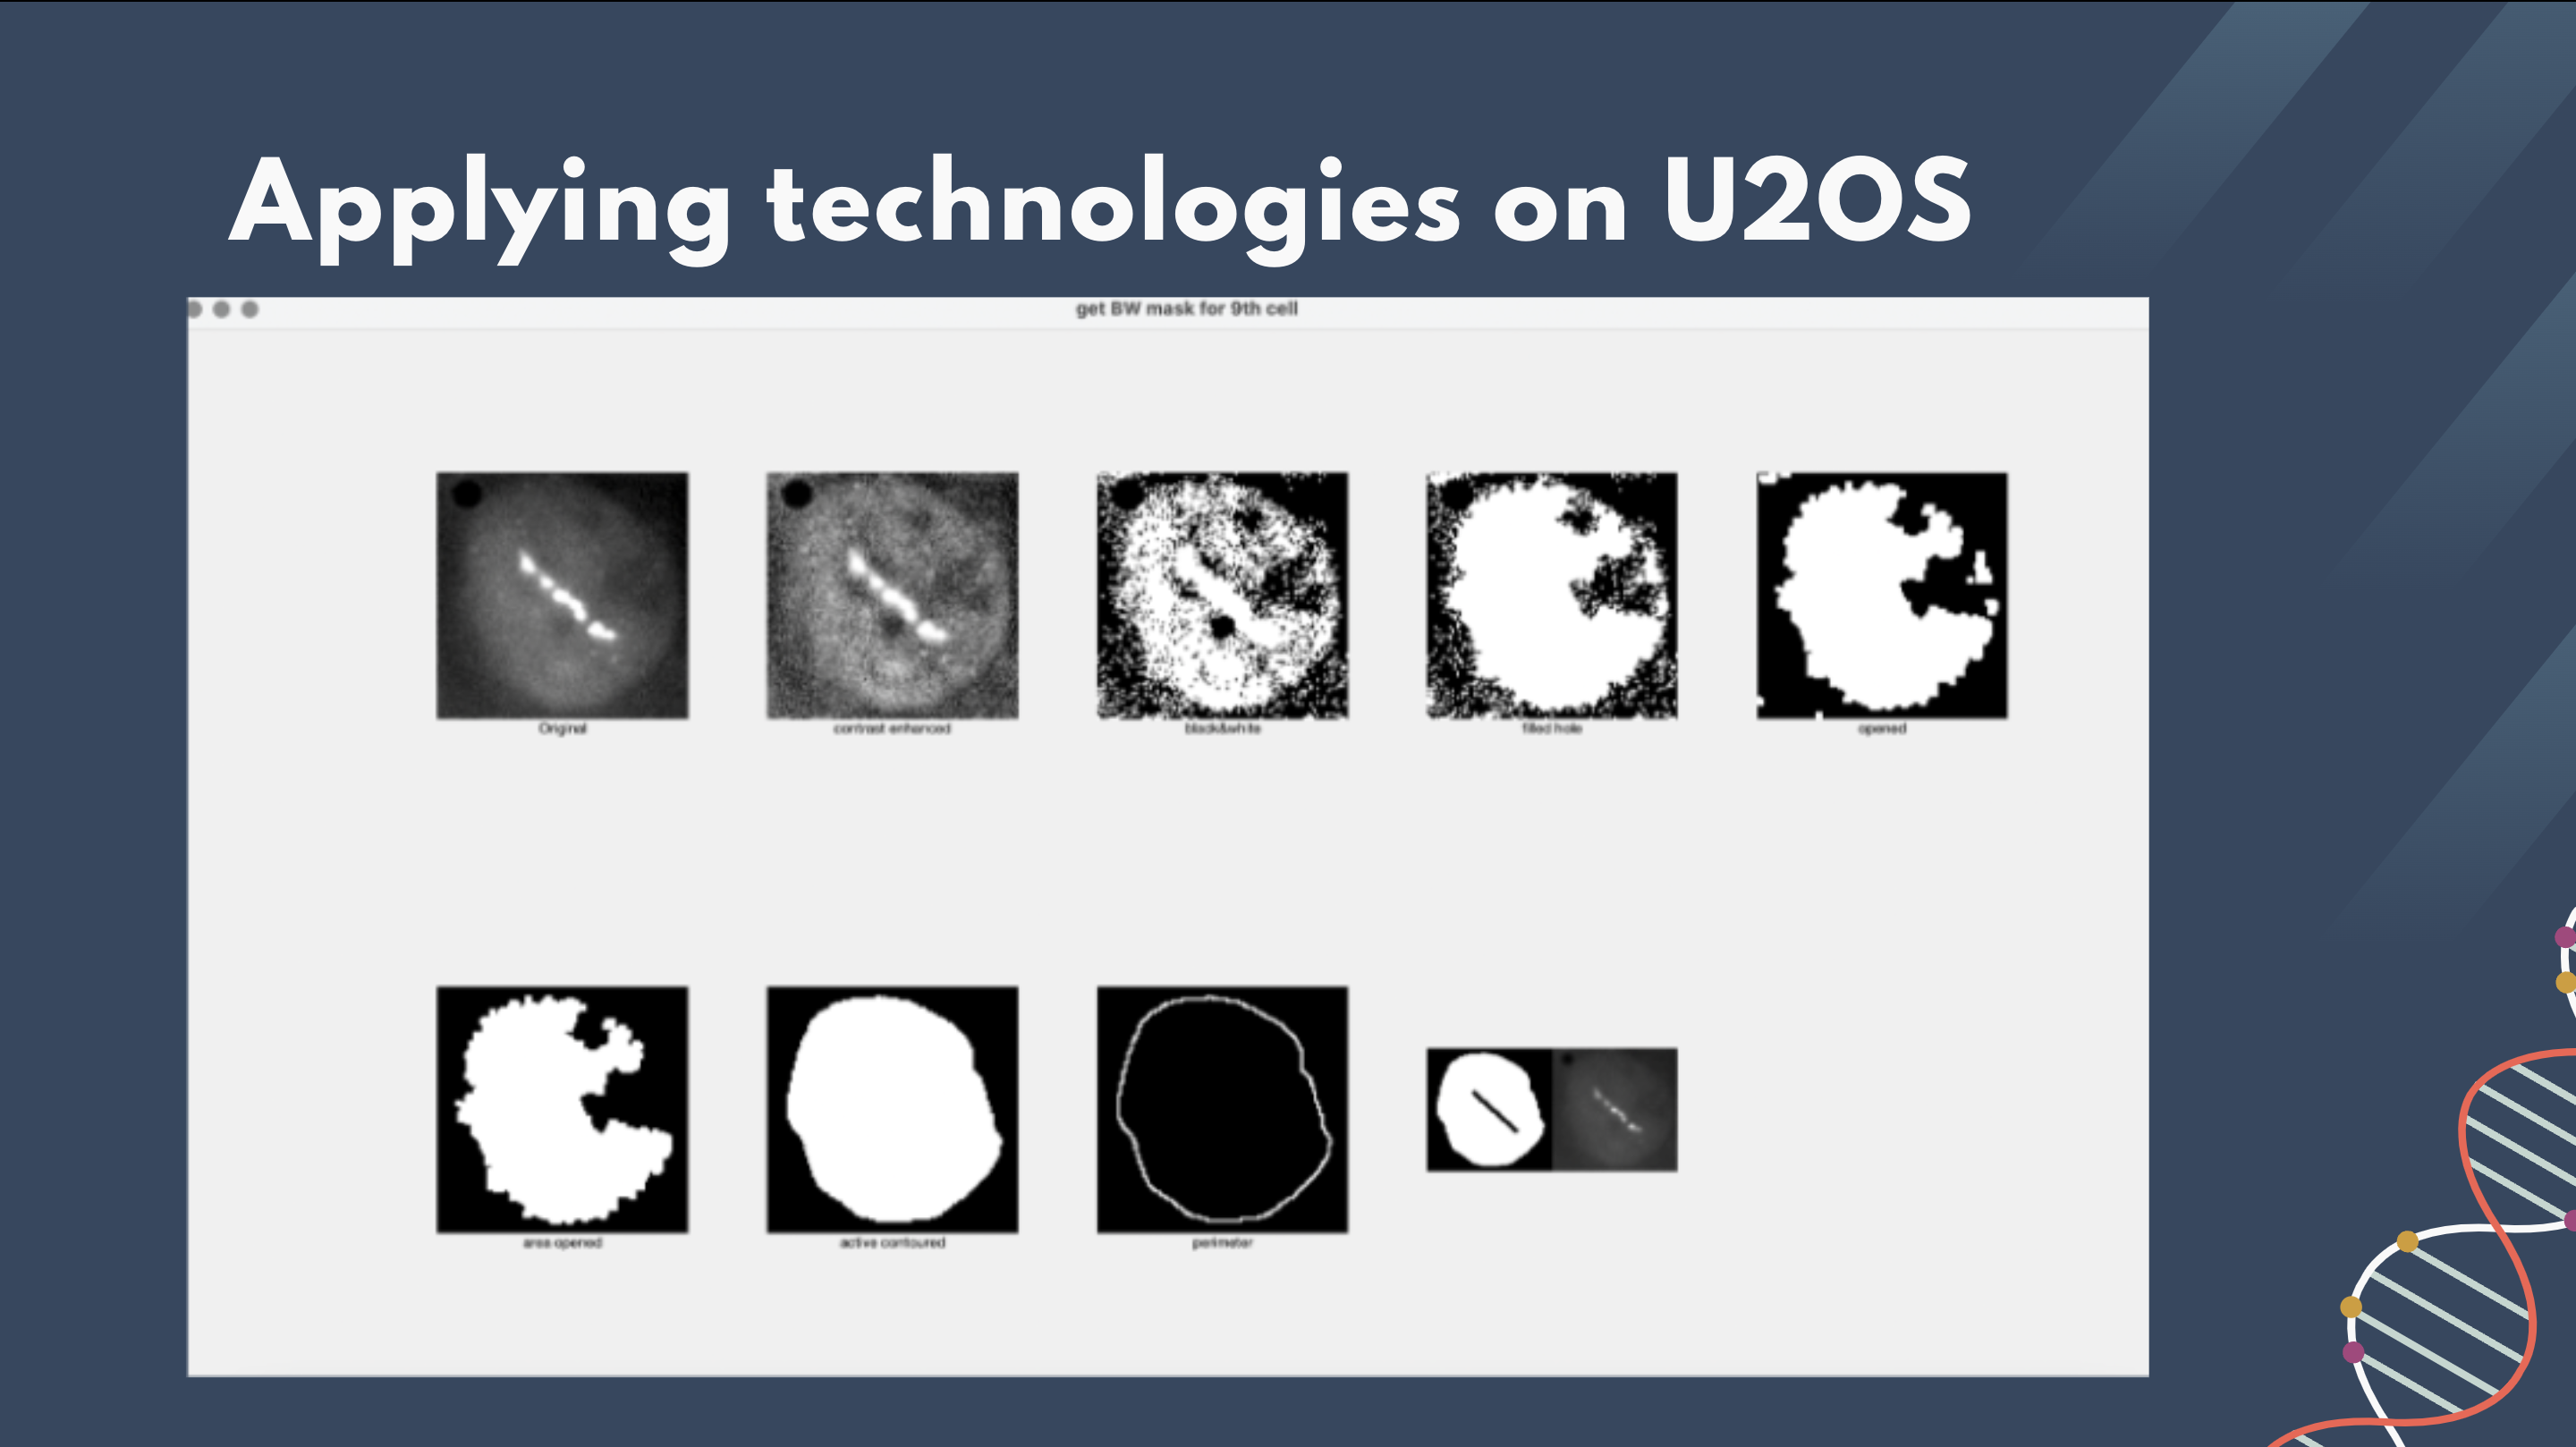 Applying technologies on U2OS
get BW mask for 9th cell
Original
contrast enhanced
black&white
filled hole
opened
area opened
active contoured
perimeter